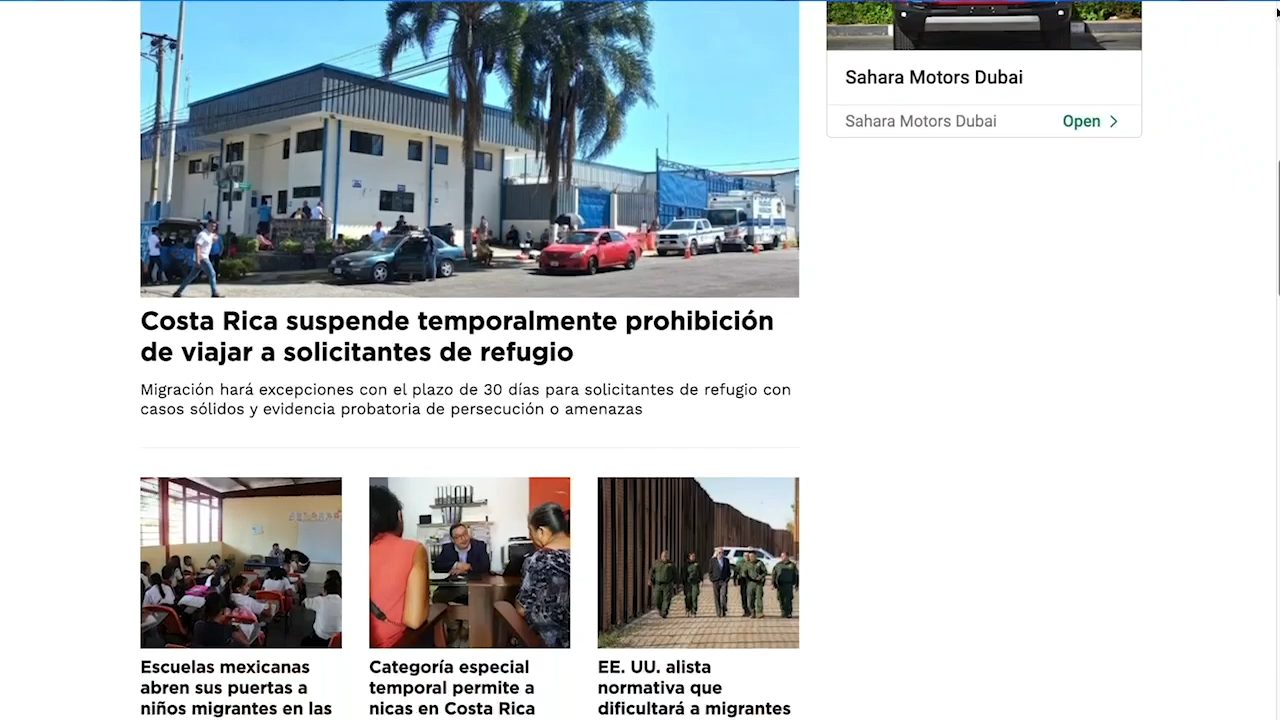 Sahara Motors Dubai
Sahara Motors Dubai
Open
Costa Rica suspende temporalmente prohibición
de viajar a solicitantes de refugio
Migración hará excepciones con el plazo de 30 días para solicitantes de refugio con
casos sólidos y evidencia probatoria de persecución o amenazas
Escuelas mexicanas
abren sus puertas a
niños migrantes en las
Categoría especial
temporal permite a
nicas en Costa Rica
EE. UU. alista
normativa que
dificultará a migrantes